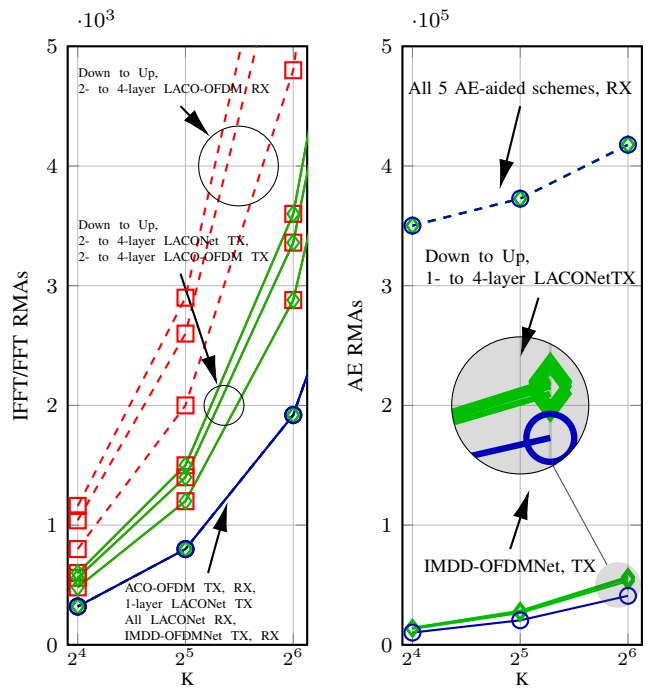 ·10³
5
4
3
2
1
0
IFFT/FFT RMAs
Down to Up,
2- to 4-layer LACO-OFDM RX
Down to Up,
2- to 4-layer LACONet TX,
2- to 4-layer LACO-OFDM TX
ACO-OFDM TX, RX,
1-layer LACONet TX
All LACONet RX,
IMDD-OFDMNet TX, RX
2⁴ 2⁵ 2⁶
K
·10⁵
5
4
3
2
1
0
AE RMAs
All 5 AE-aided schemes, RX
Down to Up,
1- to 4-layer LACONetTX
IMDD-OFDMNet, TX
2⁴ 2⁵ 2⁶
K